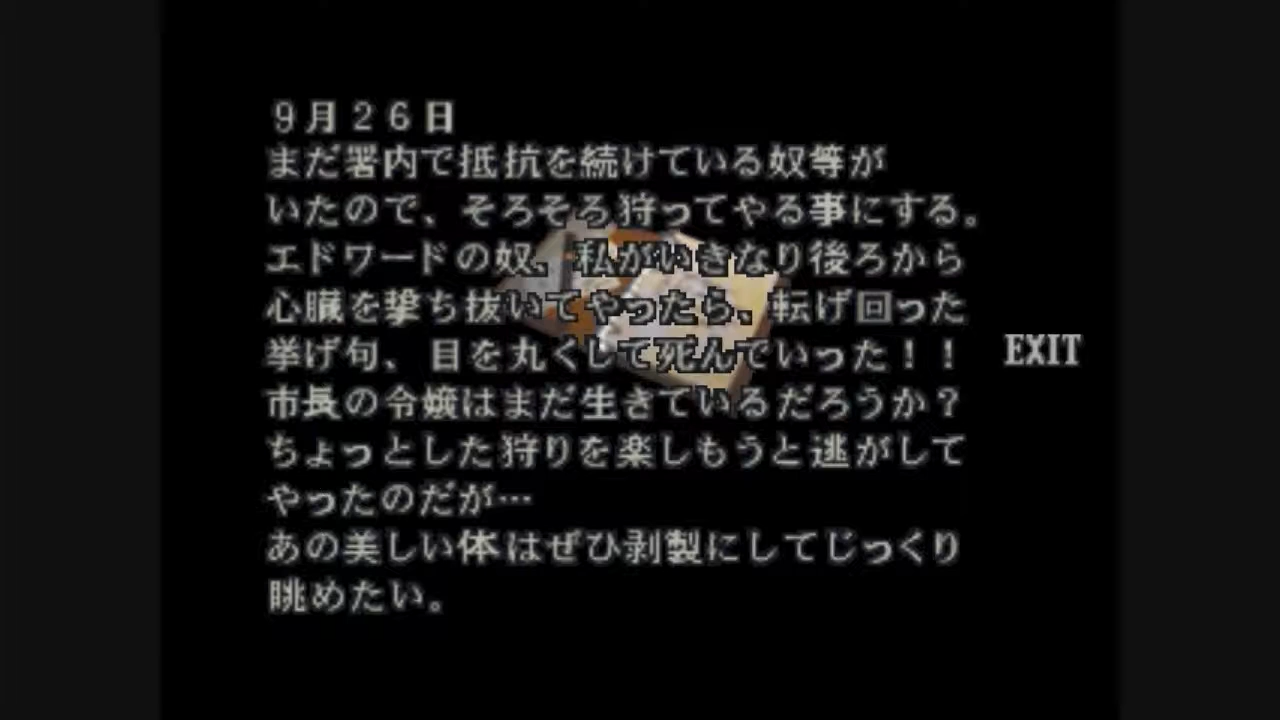 ９月２６日
まだ署内で抵抗を続けている奴等が
いたので、そろそろ狩ってやる事にする。
エドワードの奴、私がいきなり後ろから
心臓を撃ち抜いてやったら、転げ回った
挙げ句、目を丸くして死んでいった！！
EXIT
市長の令嬢はまだ生きているだろうか？
ちょっとした狩りを楽しもうと逃がして
やったのだが…
あの美しい体はぜひ剥製にしてじっくり
眺めたい。